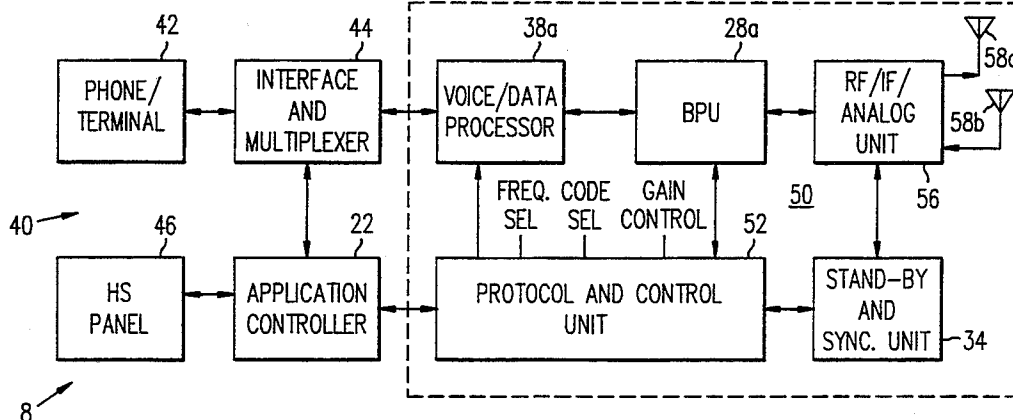 42
44
38a
28a
58a
PHONE/
TERMINAL
INTERFACE
AND
MULTIPLEXER
VOICE/DATA
PROCESSOR
BPU
RF/IF/
ANALOG
UNIT
58b
56
50
FREQ.
SEL
CODE
SEL
GAIN
CONTROL
40
46
22
52
HS
PANEL
APPLICATION
CONTROLLER
PROTOCOL AND CONTROL
UNIT
STAND-BY
AND
SYNC. UNIT
34
8